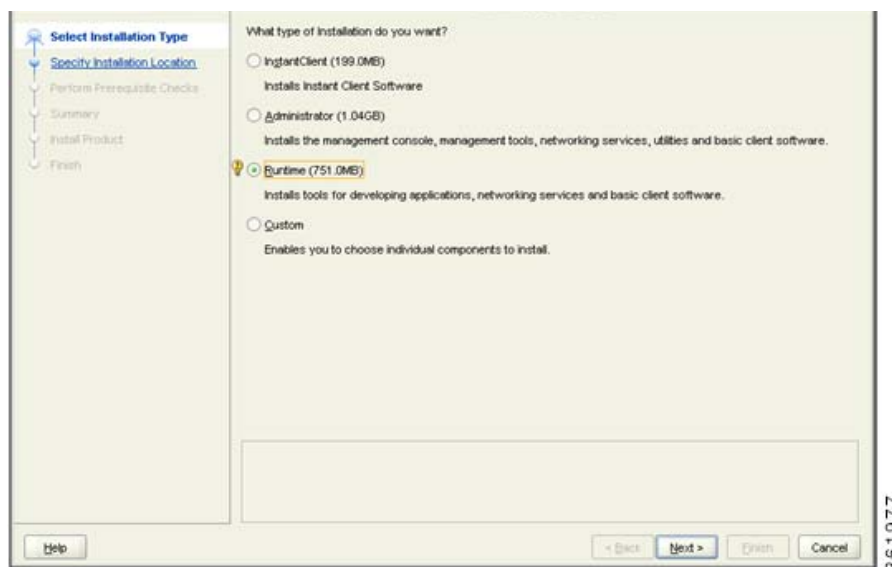 Select Installation Type
Specify Installation Location
Perform Prerequisite Checks
Summary
Install Product
Finish
What type of Installation do you want?
InstantClient (199.0MB)
Installs Instant Client Software
Administrator (1.04GB)
Installs the management console, management tools, networking services, utilities and basic client software.
Runtime (751.0MB)
Installs tools for developing applications, networking services and basic client software.
Custom
Enables you to choose individual components to install.
Help
< Back
Next >
Finish
Cancel